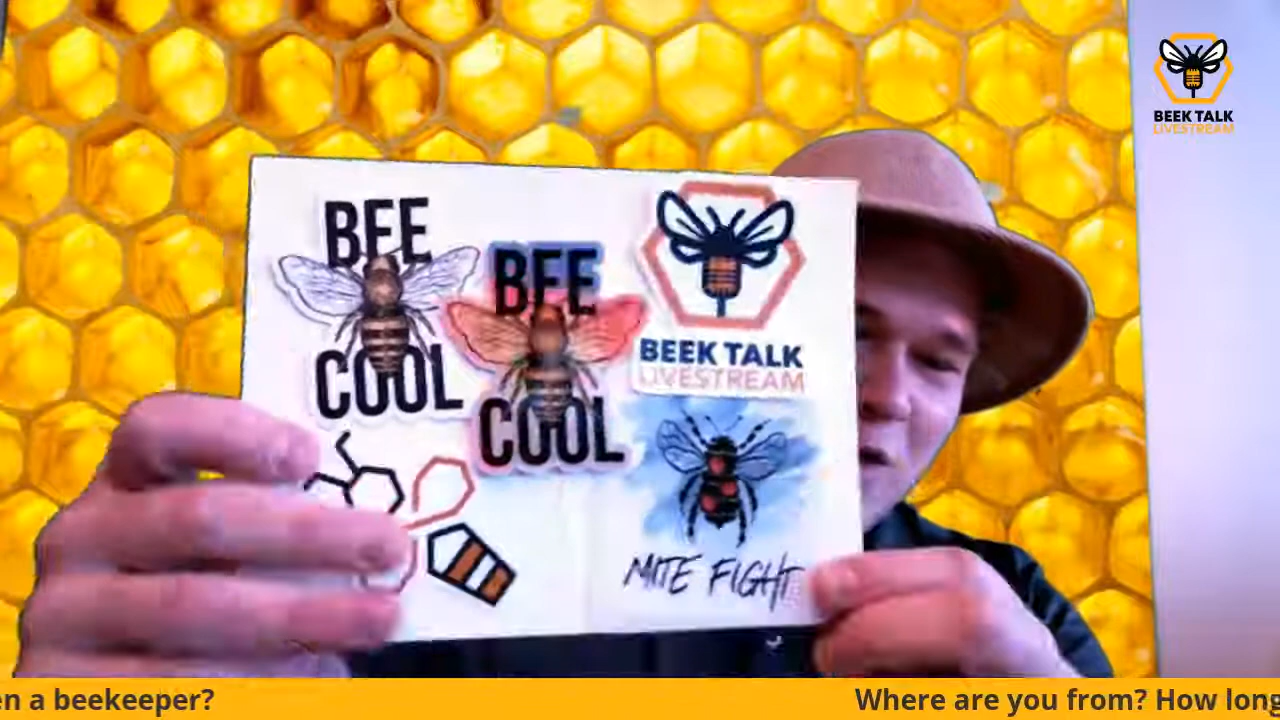 BEEK TALK
LIVESTREAM
BEE
COOL
BEE
COOL
BEEK TALK
LIVESTREAM
MITE FIGHT
en a beekeeper?
Where are you from? How long